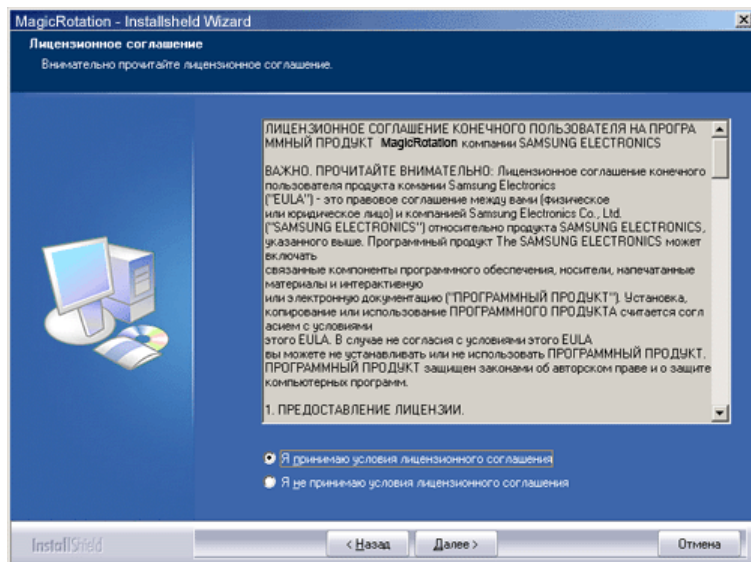 MagicRotation - Installsheld Wizard
Лицензионное соглашение
Внимательно прочитайте лицензионное соглашение.
ЛИЦЕНЗИОННОЕ СОГЛАШЕНИЕ КОНЕЧНОГО ПОЛЬЗОВАТЕЛЯ НА ПРОГРА
ММНЫЙ ПРОДУКТ MagicRotation компании SAMSUNG ELECTRONICS
ВАЖНО. ПРОЧИТАЙТЕ ВНИМАТЕЛЬНО: Лицензионное соглашение конечного
пользователя продукта комании Samsung Electronics
("EULA") - это правовое соглашение между вами (физическое
или юридическое лицо) и компанией Samsung Electronics Co., Ltd.
("SAMSUNG ELECTRONICS") относительно продукта SAMSUNG ELECTRONICS,
указанного выше. Программный продукт The SAMSUNG ELECTRONICS может
включать
связанные компоненты программного обеспечения, носители, напечатанные
материалы и интерактивную
или электронную документацию ("ПРОГРАММНЫЙ ПРОДУКТ"). Установка,
копирование или использование ПРОГРАММНОГО ПРОДУКТА считается согл
асием с условиями
этого EULA. В случае не согласия с условиями этого EULA
вы можете не устанавливать или не использовать ПРОГРАММНЫЙ ПРОДУКТ.
ПРОГРАММНЫЙ ПРОДУКТ защищен законами об авторском праве и о защите
компьютерных программ.
1. ПРЕДОСТАВЛЕНИЕ ЛИЦЕНЗИИ.
Я принимаю условия лицензионного соглашения
Я не принимаю условия лицензионного соглашения
InstallShield
< Назад
Далее >
Отмена